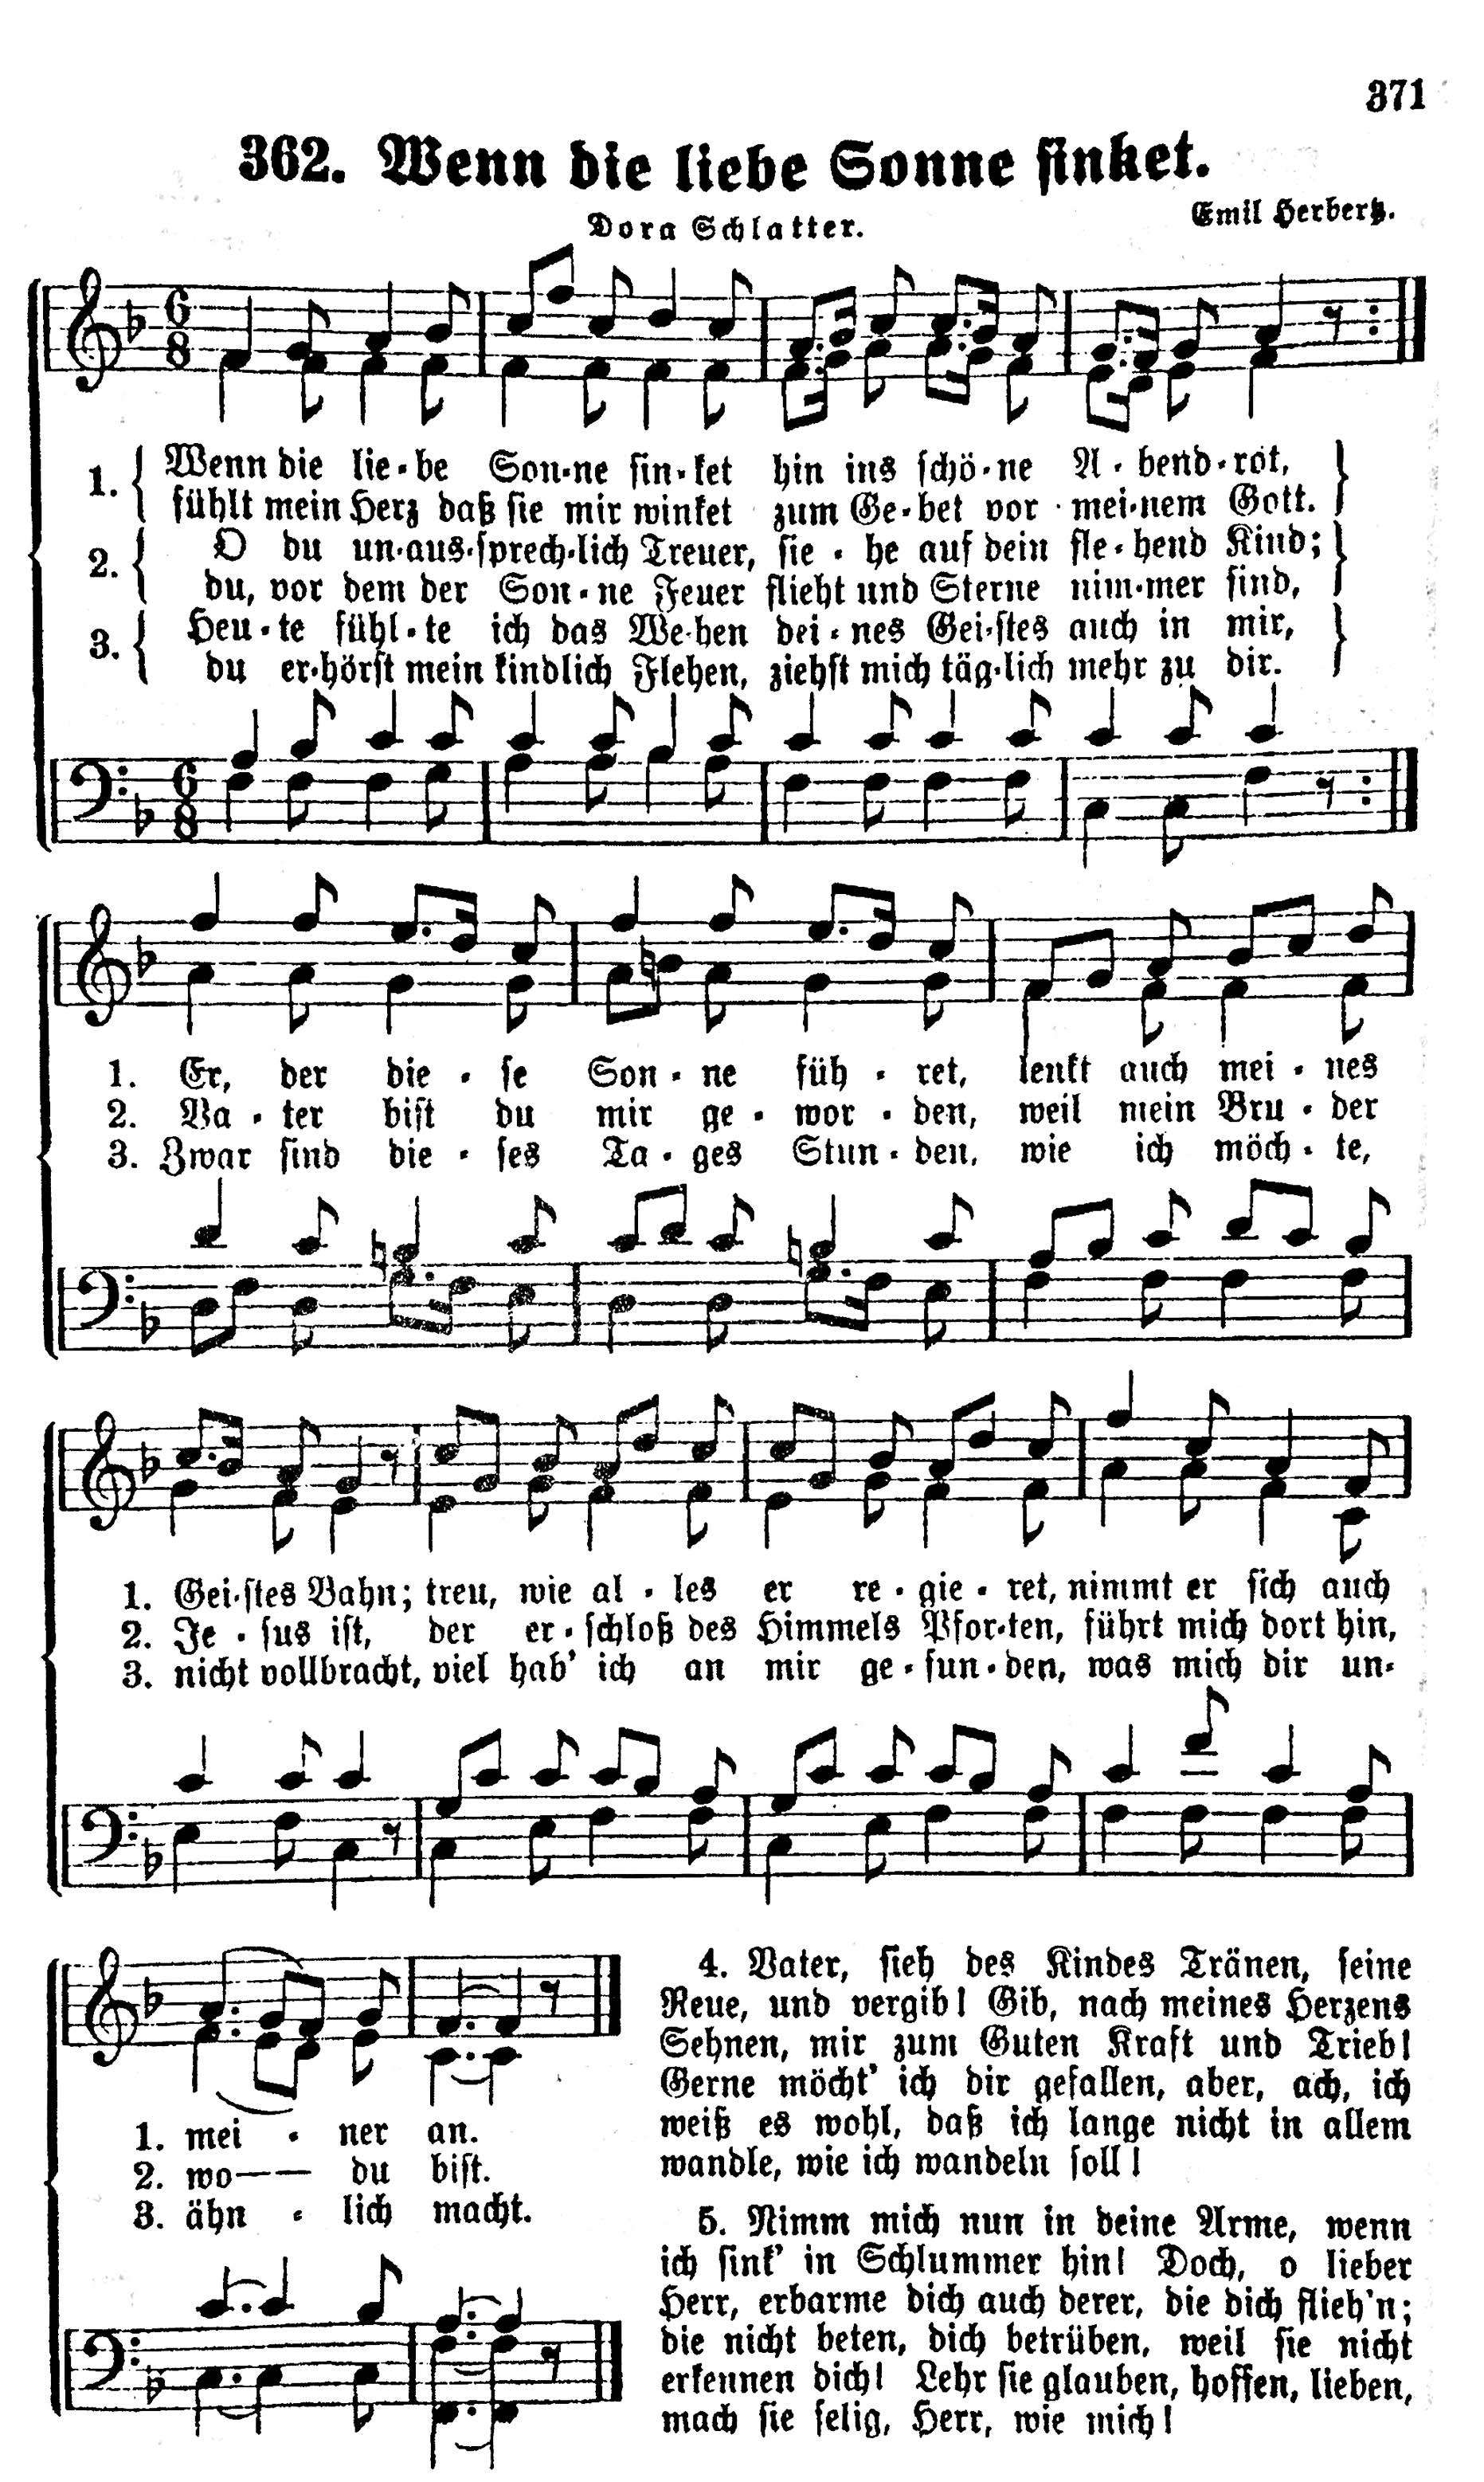 371
362. Wenn die liebe Sonne sinket.
Dora Schlatter.
Emil Herbertz.
6/8
1. { Wenn die lie-be Son-ne sin-ket hin ins schö-ne A-bend-rot, }
fühlt mein Herz daß sie mir winket zum Ge-bet vor mei-nem Gott.
2. { O du un-aus-sprech-lich Treuer, sie-he auf dein fle-hend Kind; }
du, vor dem der Son-ne Feuer flieht und Sterne nim-mer sind,
3. { Heu-te fühl-te ich das We-hen dei-nes Gei-stes auch in mir, }
du er-hörst mein kindlich Flehen, ziehst mich täg-lich mehr zu dir.
6/8
1. Er, der die-se Son-ne füh-ret, lenkt auch mei-nes
2. Va-ter bist du mir ge-wor-den, weil mein Bru-der
3. Zwar sind die-ses Ta-ges Stun-den, wie ich möch-te,
1. Gei-stes Bahn; treu, wie al-les er re-gie-ret, nimmt er sich auch
2. Je-sus ist, der er-schloß des Himmels Pfor-ten, führt mich dort hin,
3. nicht vollbracht, viel hab' ich an mir ge-fun-den, was mich dir un-
1. mei-ner an.
2. wo—— du bist.
3. ähn-lich macht.
4. Vater, sieh des Kindes Tränen, seine
Reue, und vergib! Gib, nach meines Herzens
Sehnen, mir zum Guten Kraft und Trieb!
Gerne möcht' ich dir gefallen, aber, ach, ich
weiß es wohl, daß ich lange nicht in allem
wandle, wie ich wandeln soll!
5. Nimm mich nun in deine Arme, wenn
ich sink' in Schlummer hin! Doch, o lieber
Herr, erbarme dich auch derer, die dich flieh'n;
die nicht beten, dich betrüben, weil sie nicht
erkennen dich! Lehr sie glauben, hoffen, lieben,
mach sie selig, Herr, wie mich!